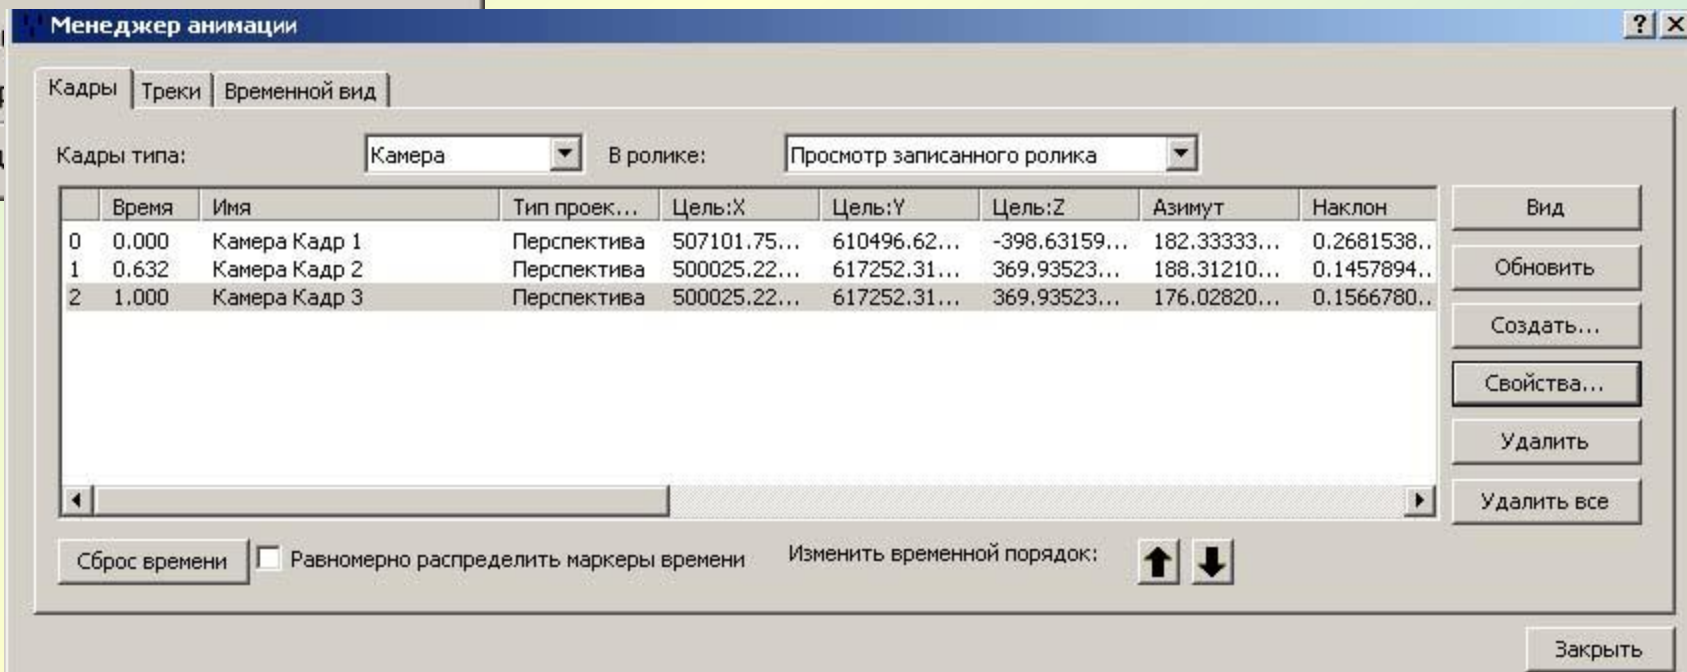 Менеджер анимации
Кадры Треки Временной вид
Кадры типа: Камера В ролике: Просмотр записанного ролика
Время Имя Тип проек... Цель:X Цель:Y Цель:Z Азимут Наклон
0 0.000 Камера Кадр 1 Перспектива 507101.75... 610496.62... -398.63159... 182.33333... 0.2681538..
1 0.632 Камера Кадр 2 Перспектива 500025.22... 617252.31... 369.93523... 188.31210... 0.1457894..
2 1.000 Камера Кадр 3 Перспектива 500025.22... 617252.31... 369.93523... 176.02820... 0.1566780..
Вид
Обновить
Создать...
Свойства...
Удалить
Удалить все
Сброс времени Равномерно распределить маркеры времени Изменить временной порядок:
Закрыть